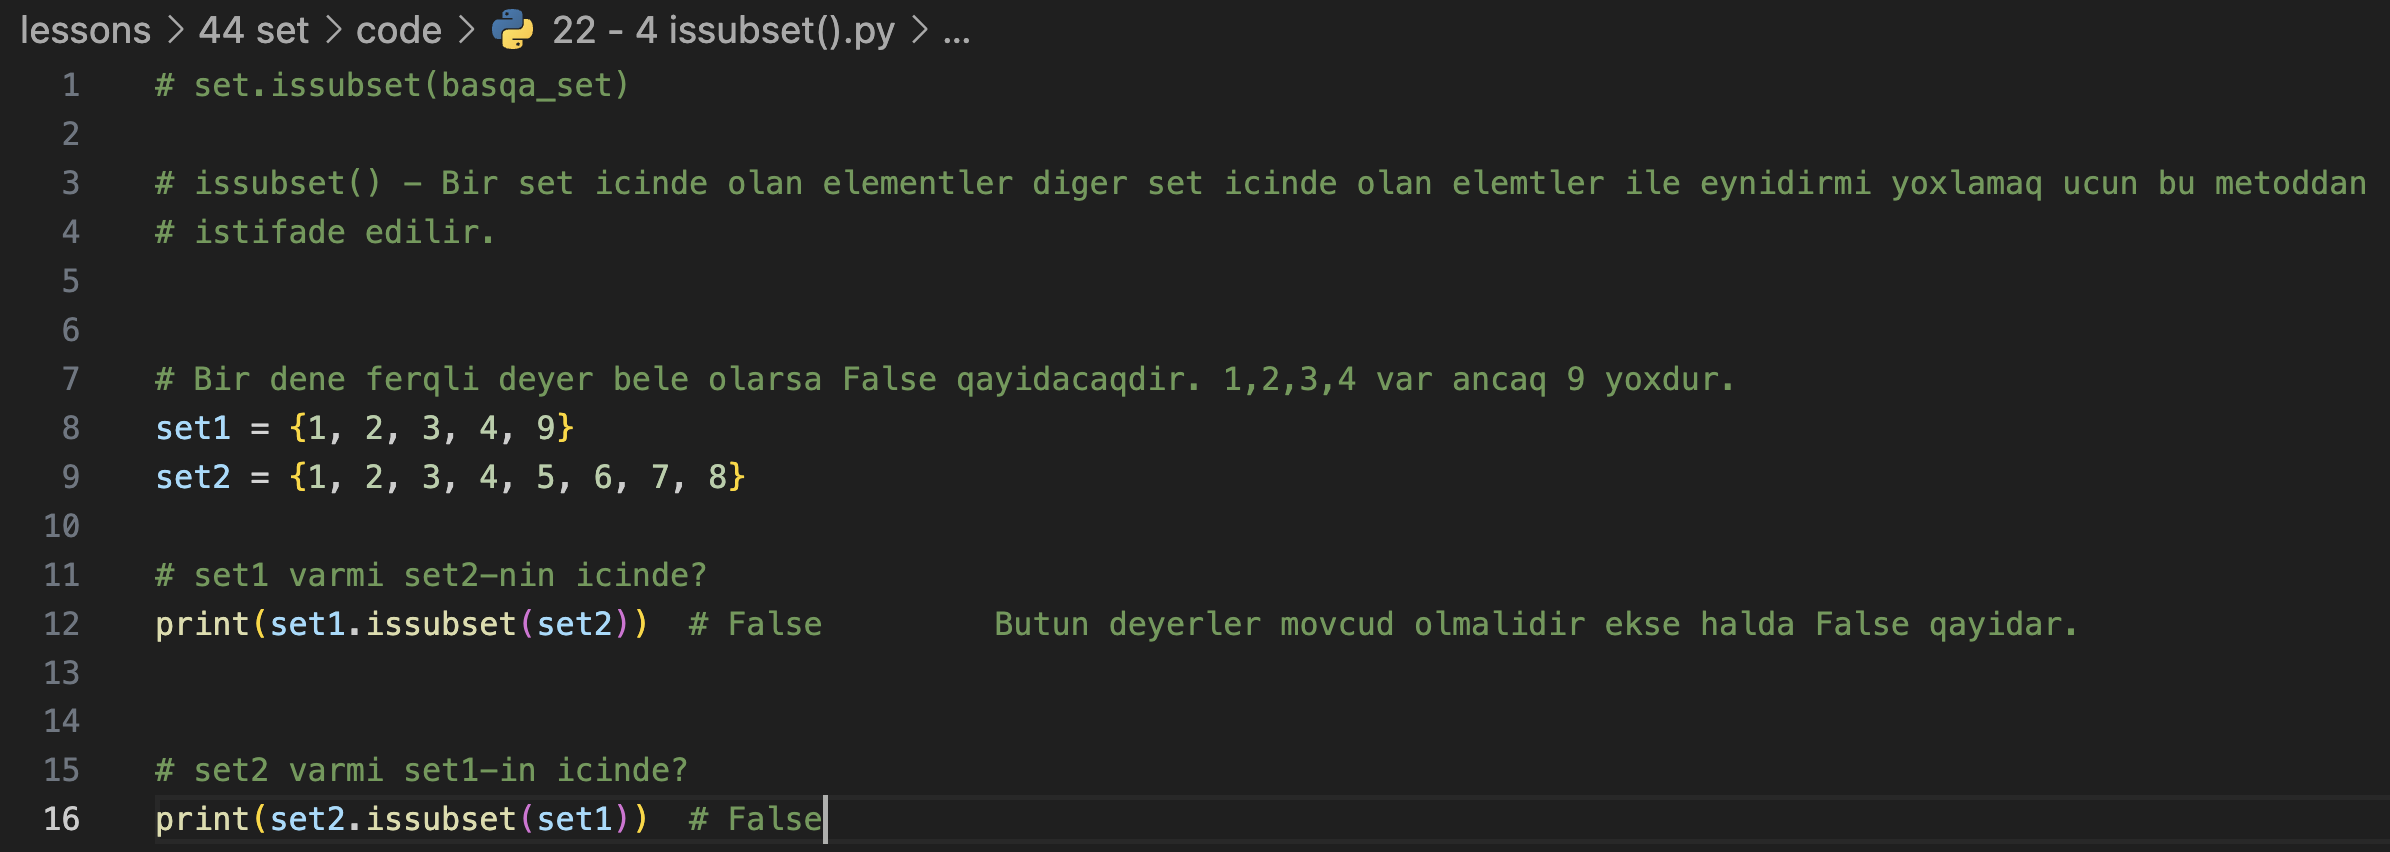 lessons > 44 set > code > 22 - 4 issubset().py > ...
1 # set.issubset(basqa_set)
2
3 # issubset() - Bir set icinde olan elementler diger set icinde olan elemtler ile eynidirmi yoxlamaq ucun bu metoddan
4 # istifade edilir.
5
6
7 # Bir dene ferqli deyer bele olarsa False qayidacaqdir. 1,2,3,4 var ancaq 9 yoxdur.
8 set1 = {1, 2, 3, 4, 9}
9 set2 = {1, 2, 3, 4, 5, 6, 7, 8}
10
11 # set1 varmi set2-nin icinde?
12 print(set1.issubset(set2))  # False         Butun deyerler movcud olmalidir ekse halda False qayidar.
13
14
15 # set2 varmi set1-in icinde?
16 print(set2.issubset(set1))  # False